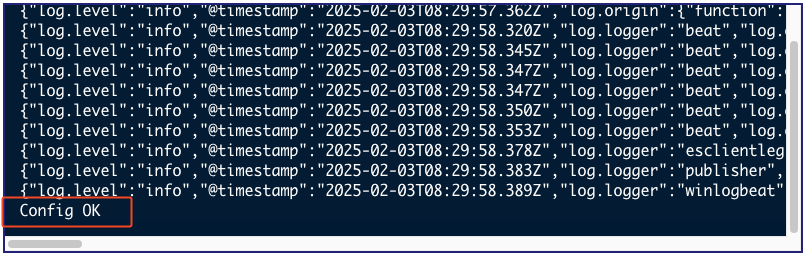 {"log.level":"info","@timestamp":"2025-02-03T08:29:57.362Z","log.origin":{"function":
{"log.level":"info","@timestamp":"2025-02-03T08:29:58.320Z","log.logger":"beat","log.o
{"log.level":"info","@timestamp":"2025-02-03T08:29:58.345Z","log.logger":"beat","log.o
{"log.level":"info","@timestamp":"2025-02-03T08:29:58.347Z","log.logger":"beat","log.o
{"log.level":"info","@timestamp":"2025-02-03T08:29:58.347Z","log.logger":"beat","log.o
{"log.level":"info","@timestamp":"2025-02-03T08:29:58.350Z","log.logger":"beat","log.o
{"log.level":"info","@timestamp":"2025-02-03T08:29:58.353Z","log.logger":"beat","log.o
{"log.level":"info","@timestamp":"2025-02-03T08:29:58.378Z","log.logger":"esclientleg
{"log.level":"info","@timestamp":"2025-02-03T08:29:58.383Z","log.logger":"publisher",
{"log.level":"info","@timestamp":"2025-02-03T08:29:58.389Z","log.logger":"winlogbeat"
Config OK